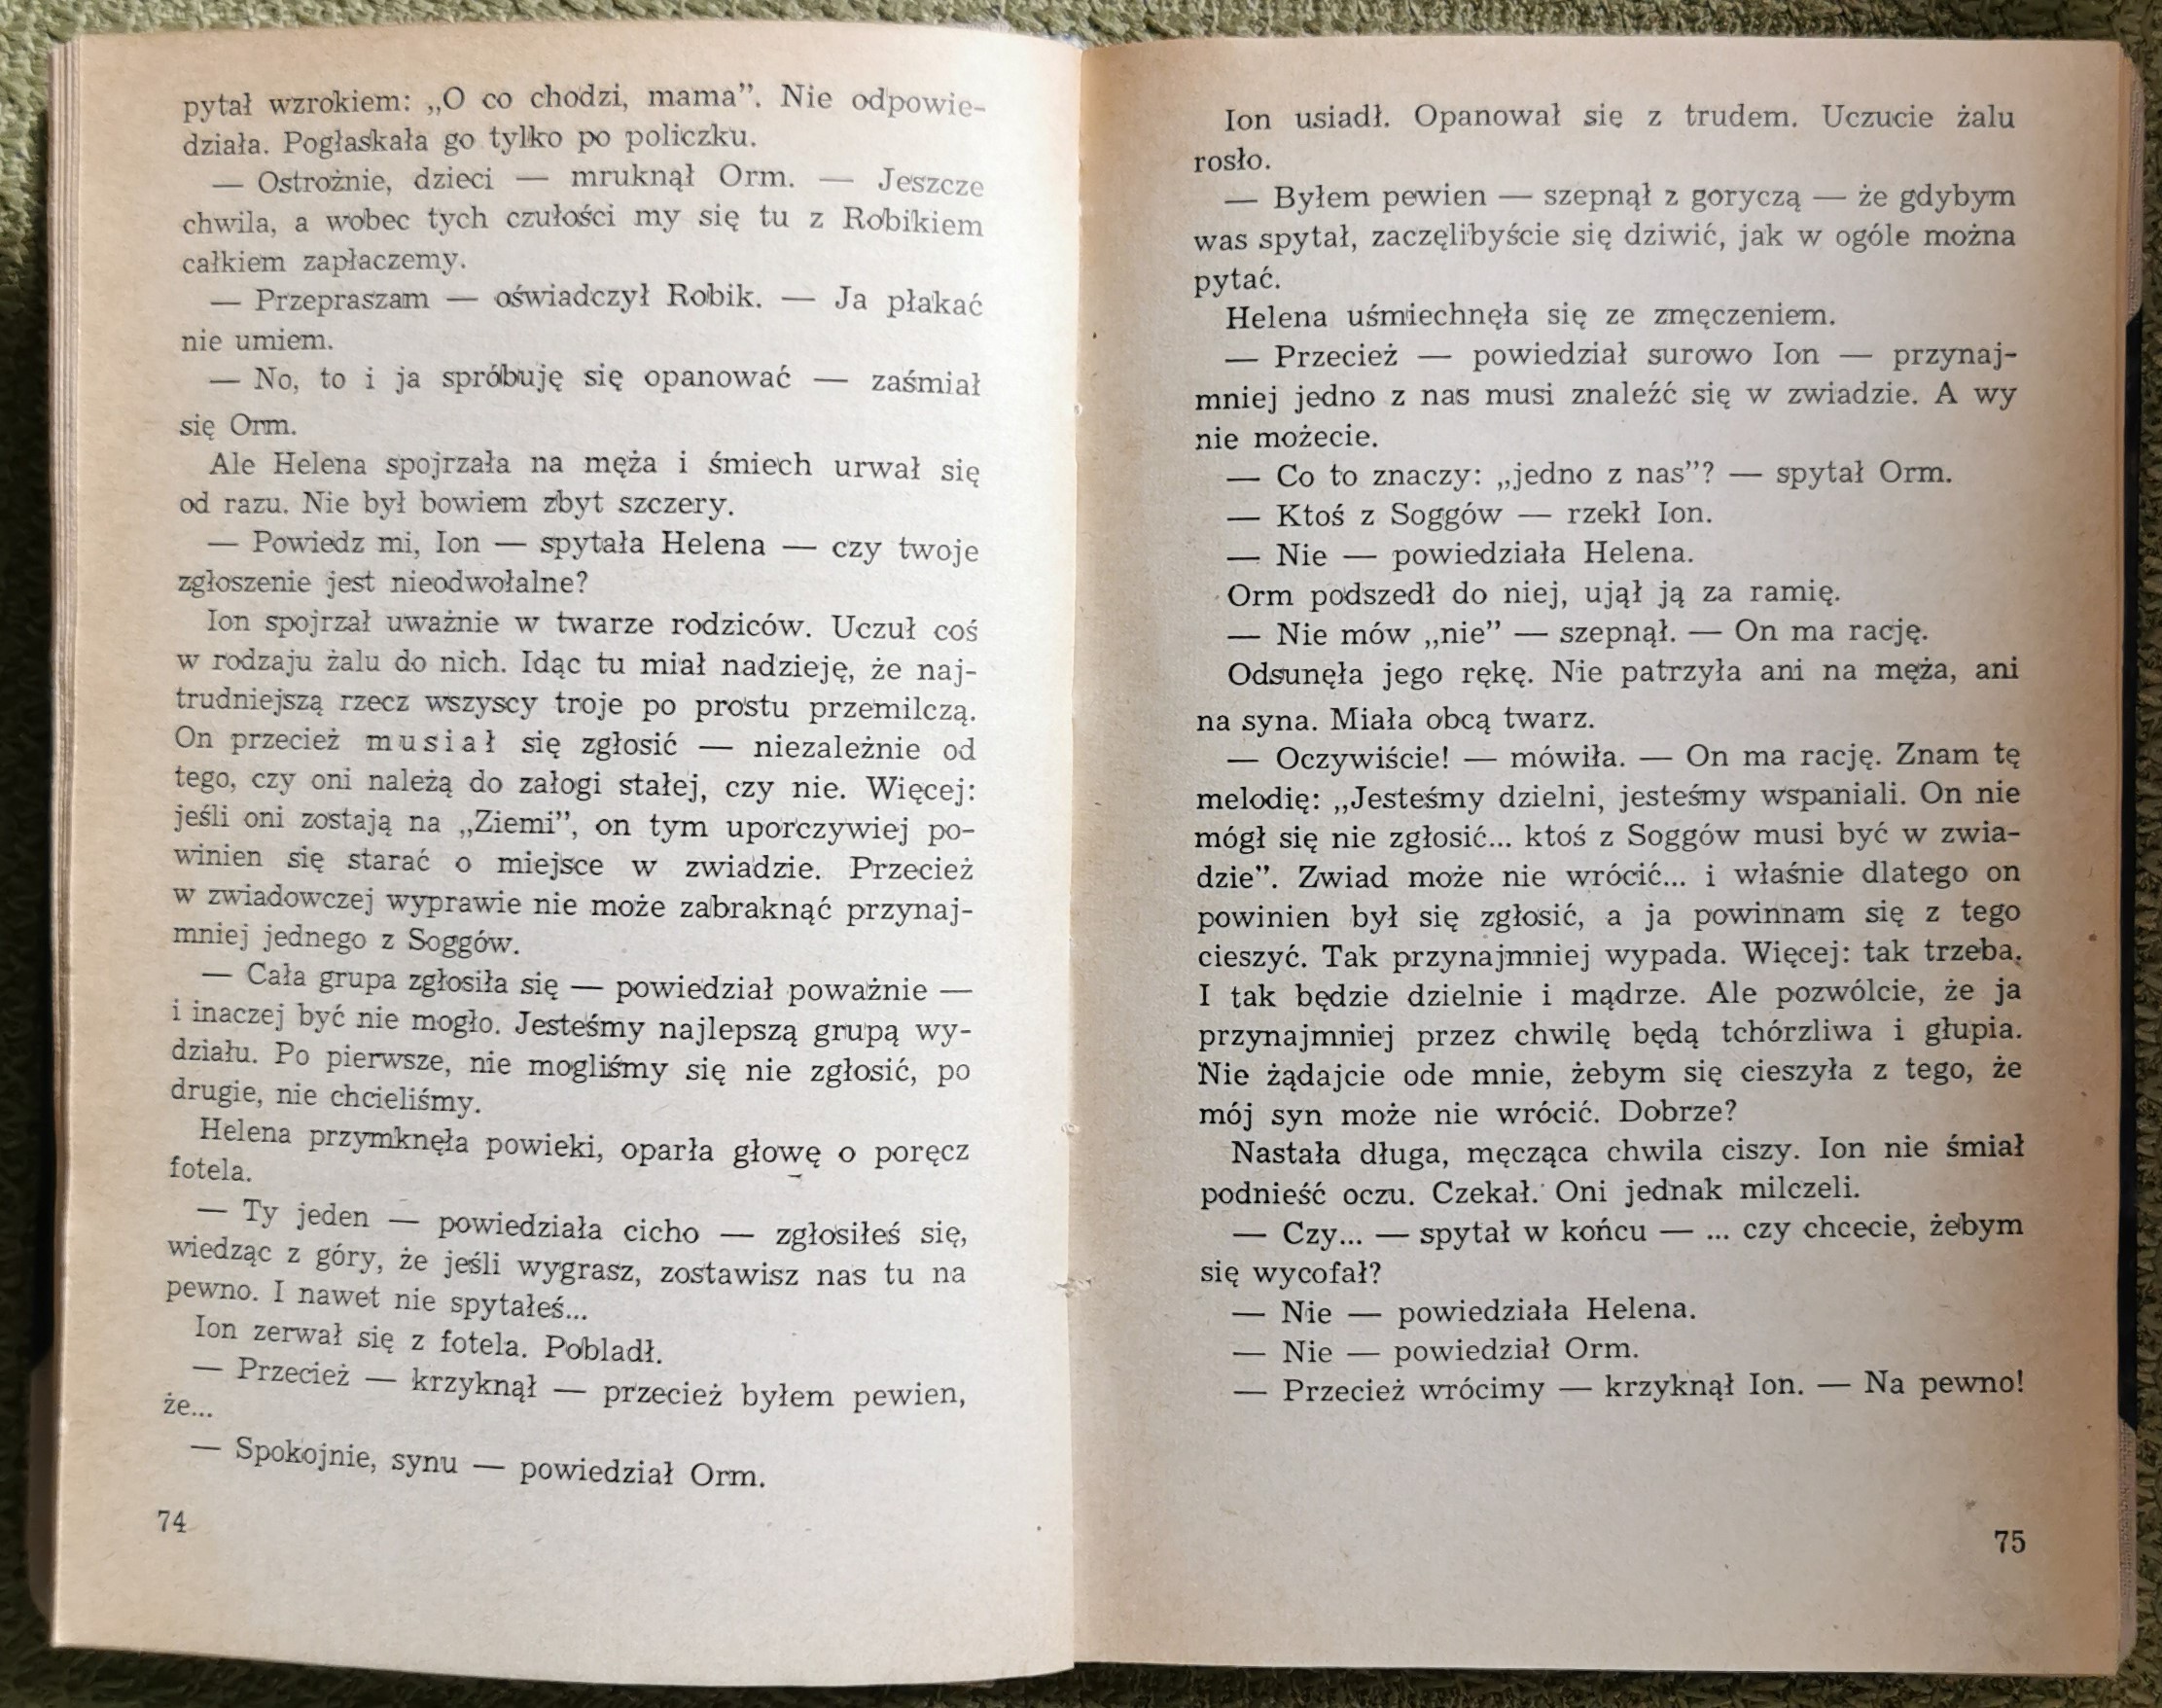 pytał wzrokiem: „O co chodzi, mama”. Nie odpowie-
działa. Pogłaskała go tylko po policzku.
— Ostrożnie, dzieci — mruknął Orm. — Jeszcze
chwila, a wobec tych czułości my się tu z Robikiem
całkiem zapłaczemy.
— Przepraszam — oświadczył Robik. — Ja płakać
nie umiem.
— No, to i ja spróbuję się opanować — zaśmiał
się Orm.
Ale Helena spojrzała na męża i śmiech urwał się
od razu. Nie był bowiem zbyt szczery.
— Powiedz mi, Ion — spytała Helena — czy twoje
zgłoszenie jest nieodwołalne?
Ion spojrzał uważnie w twarze rodziców. Uczuł coś
w rodzaju żalu do nich. Idąc tu miał nadzieję, że naj-
trudniejszą rzecz wszyscy troje po prostu przemilczą.
On przecież musiał się zgłosić — niezależnie od
tego, czy oni należą do załogi stałej, czy nie. Więcej:
jeśli oni zostają na „Ziemi”, on tym uporczywiej po-
winien się starać o miejsce w zwiadzie. Przecież
w zwiadowczej wyprawie nie może zabraknąć przynaj-
mniej jednego z Soggów.
— Cała grupa zgłosiła się — powiedział poważnie —
i inaczej być nie mogło. Jesteśmy najlepszą grupą wy-
działu. Po pierwsze, nie mogliśmy się nie zgłosić, po
drugie, nie chcieliśmy.
Helena przymknęła powieki, oparła głowę o poręcz
fotela.
— Ty jeden — powiedziała cicho — zgłosiłeś się,
wiedząc z góry, że jeśli wygrasz, zostawisz nas tu na
pewno. I nawet nie spytałeś...
Ion zerwał się z fotela. Pobladł.
— Przecież — krzyknął — przecież byłem pewien,
że...
— Spokojnie, synu — powiedział Orm.
74
Ion usiadł. Opanował się z trudem. Uczucie żalu
rosło.
— Byłem pewien — szepnął z goryczą — że gdybym
was spytał, zaczęlibyście się dziwić, jak w ogóle można
pytać.
Helena uśmiechnęła się ze zmęczeniem.
— Przecież — powiedział surowo Ion — przynaj-
mniej jedno z nas musi znaleźć się w zwiadzie. A wy
nie możecie.
— Co to znaczy: „jedno z nas”? — spytał Orm.
— Ktoś z Soggów — rzekł Ion.
— Nie — powiedziała Helena.
Orm podszedł do niej, ujął ją za ramię.
— Nie mów „nie” — szepnął. — On ma rację.
Odsunęła jego rękę. Nie patrzyła ani na męża, ani
na syna. Miała obcą twarz.
— Oczywiście! — mówiła. — On ma rację. Znam tę
melodię: „Jesteśmy dzielni, jesteśmy wspaniali. On nie
mógł się nie zgłosić... ktoś z Soggów musi być w zwia-
dzie”. Zwiad może nie wrócić... i właśnie dlatego on
powinien był się zgłosić, a ja powinnam się z tego
cieszyć. Tak przynajmniej wypada. Więcej: tak trzeba.
I tak będzie dzielnie i mądrze. Ale pozwólcie, że ja
przynajmniej przez chwilę będą tchórzliwa i głupia.
Nie żądajcie ode mnie, żebym się cieszyła z tego, że
mój syn może nie wrócić. Dobrze?
Nastała długa, męcząca chwila ciszy. Ion nie śmiał
podnieść oczu. Czekał. Oni jednak milczeli.
— Czy... — spytał w końcu — ... czy chcecie, żebym
się wycofał?
— Nie — powiedziała Helena.
— Nie — powiedział Orm.
— Przecież wrócimy — krzyknął Ion. — Na pewno!
75